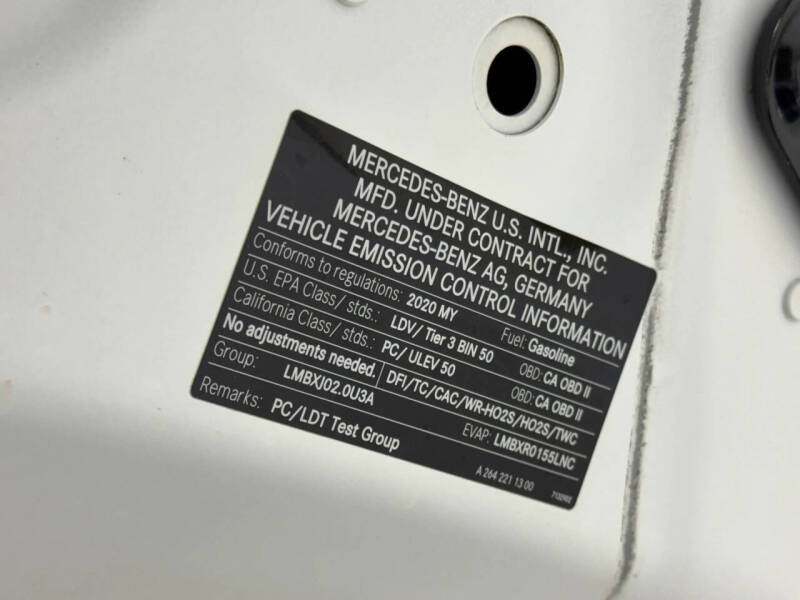 MERCEDES-BENZ U.S. INTL., INC.
MFD. UNDER CONTRACT FOR
MERCEDES-BENZ AG, GERMANY
VEHICLE EMISSION CONTROL INFORMATION
Conforms to regulations: 2020 MY Fuel: Gasoline
U.S. EPA Class/ stds.: LDV/ Tier 3 BIN 50 OBD: CA OBD II
California Class/ stds.: PC/ ULEV 50 OBD: CA OBD II
No adjustments needed. DFI/TC/CAC/WR-HO2S/HO2S/TWC
Group: LMBXJ02.0U3A EVAP: LMBXR0155LNC
Remarks: PC/LDT Test Group
A 264 221 13 00